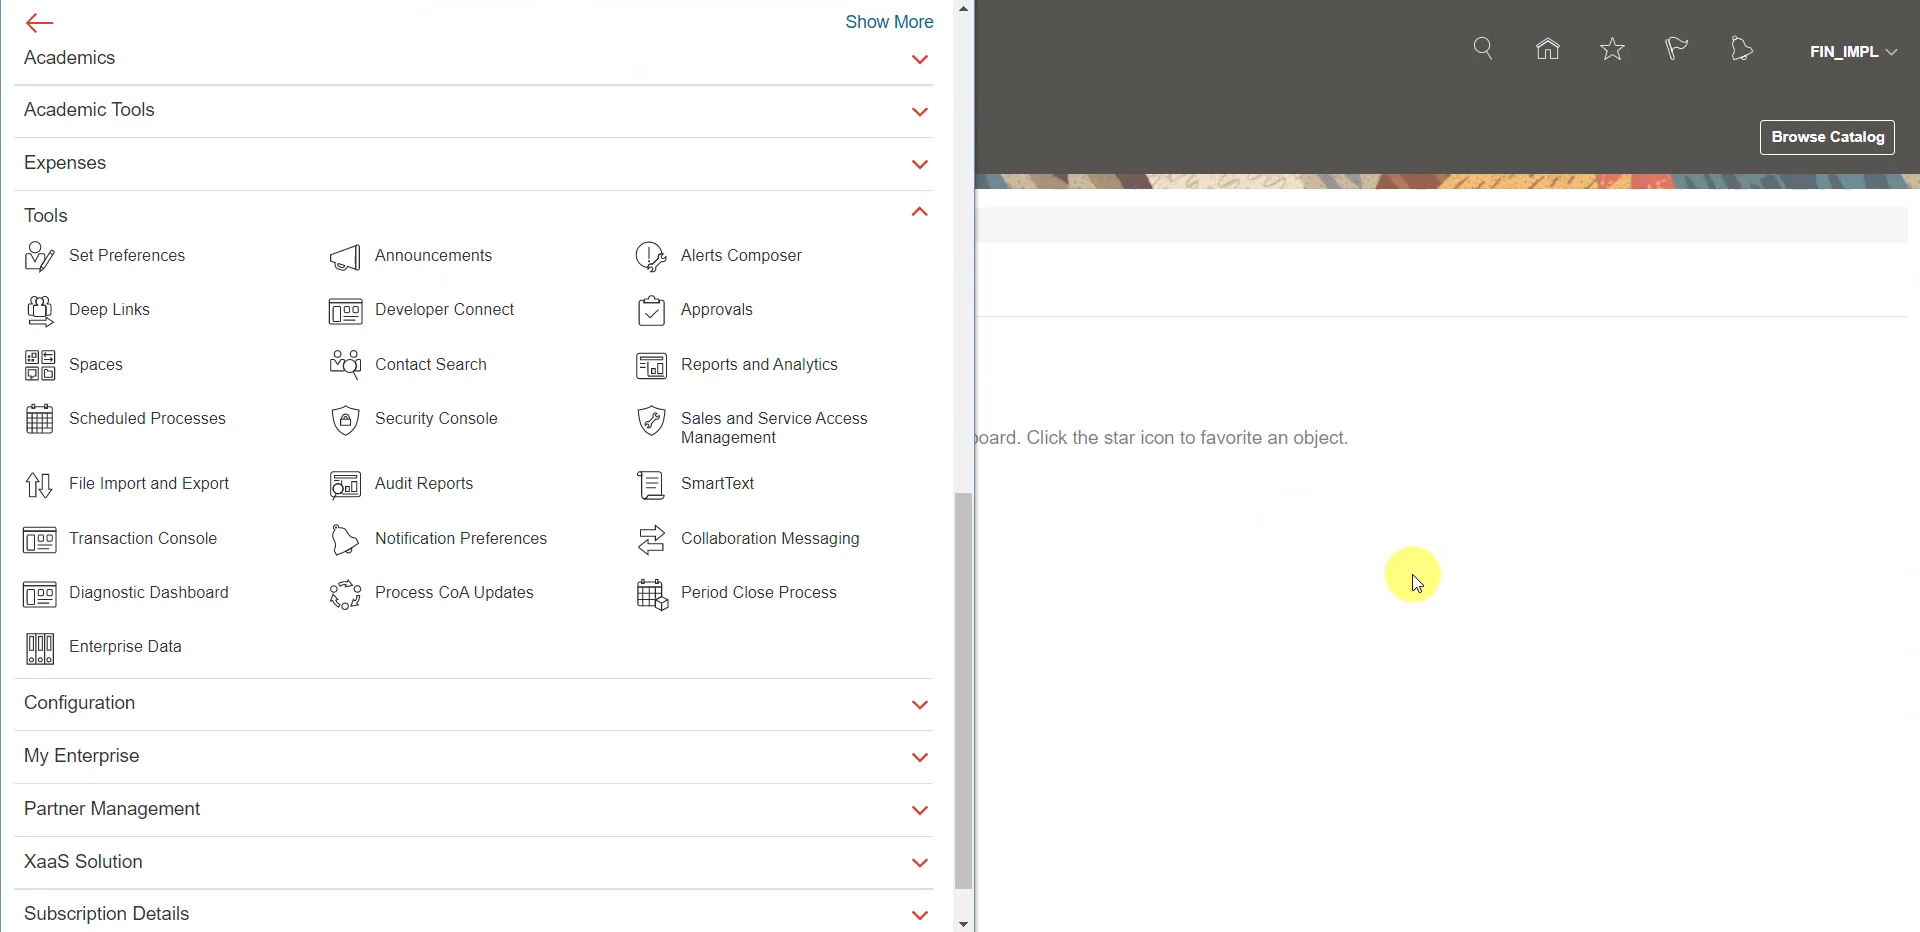 Show More
Academics
Academic Tools
Expenses
Tools
Set Preferences
Announcements
Alerts Composer
Deep Links
Developer Connect
Approvals
Spaces
Contact Search
Reports and Analytics
Scheduled Processes
Security Console
Sales and Service Access
Management
File Import and Export
Audit Reports
SmartText
Transaction Console
Notification Preferences
Collaboration Messaging
Diagnostic Dashboard
Process CoA Updates
Period Close Process
Enterprise Data
Configuration
My Enterprise
Partner Management
XaaS Solution
Subscription Details
FIN_IMPL
Browse Catalog
board. Click the star icon to favorite an object.